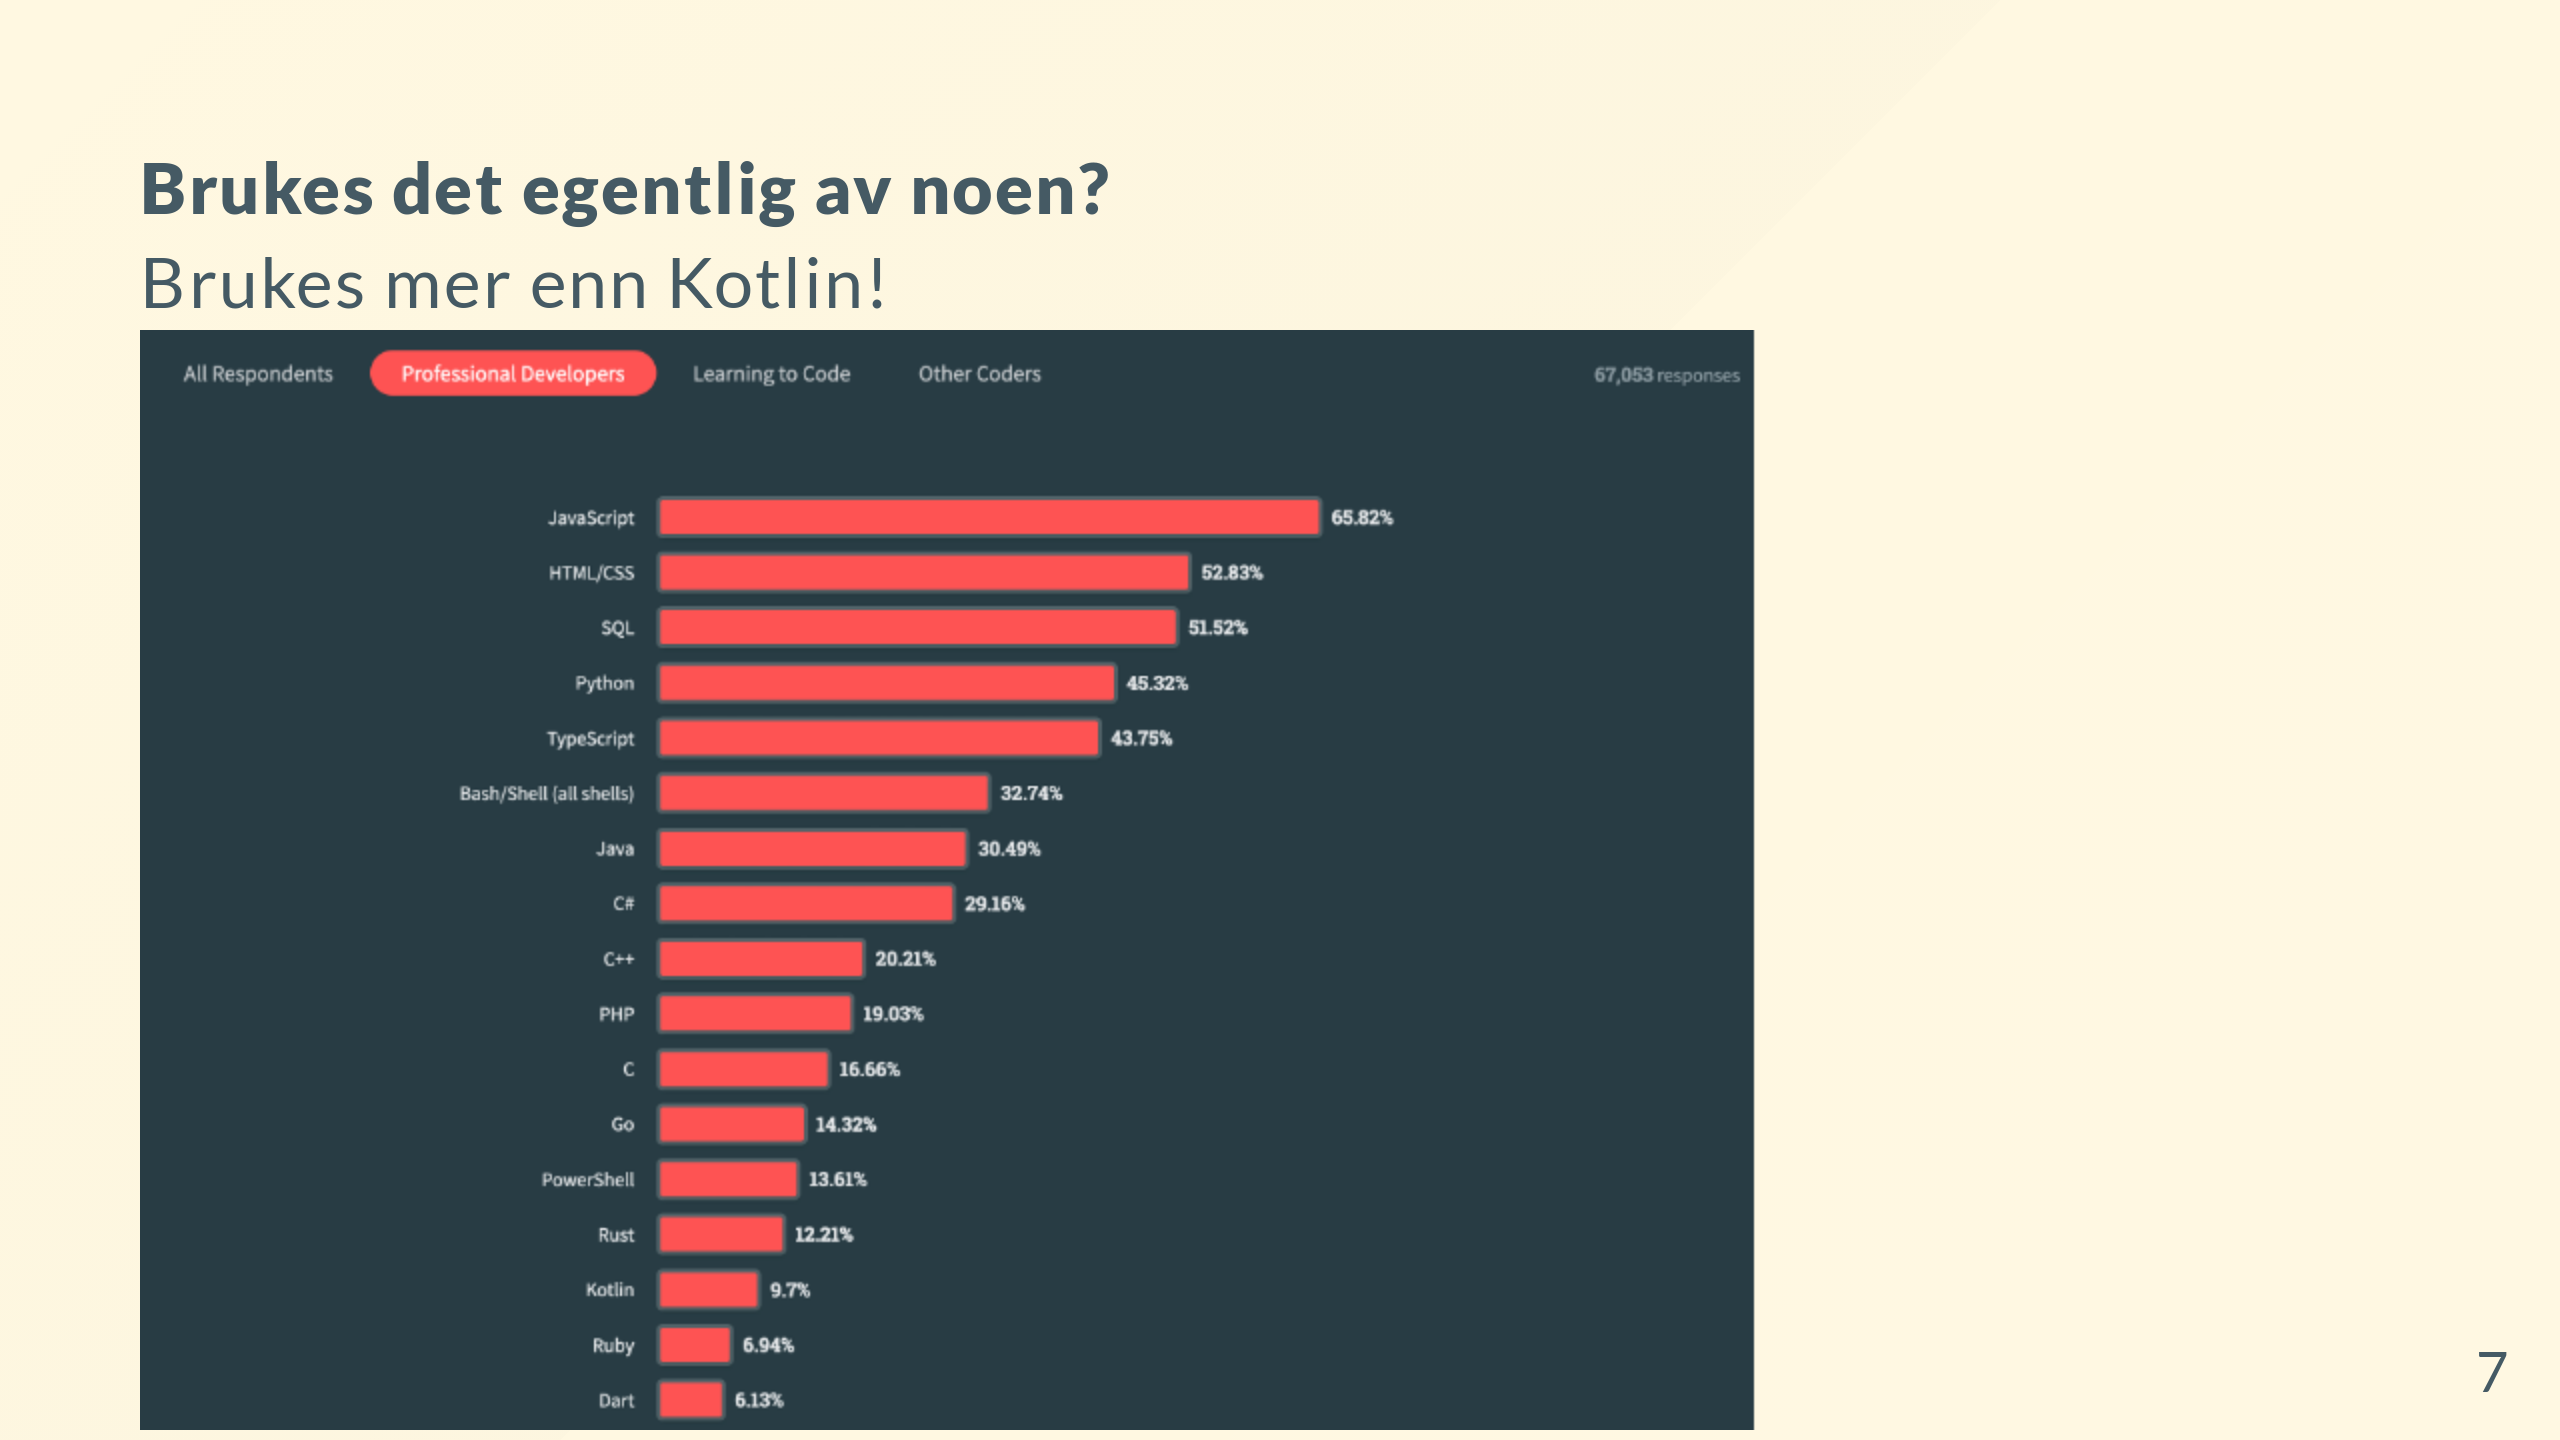 Brukes det egentlig av noen?
Brukes mer enn Kotlin!
All Respondents Professional Developers Learning to Code Other Coders 67,053 responses
JavaScript 65.82%
HTML/CSS 52.83%
SQL 51.52%
Python 45.32%
TypeScript 43.75%
Bash/Shell (all shells) 32.74%
Java 30.49%
C# 29.16%
C++ 20.21%
PHP 19.03%
C 16.66%
Go 14.32%
PowerShell 13.61%
Rust 12.21%
Kotlin 9.7%
Ruby 6.94%
Dart 6.13%
7